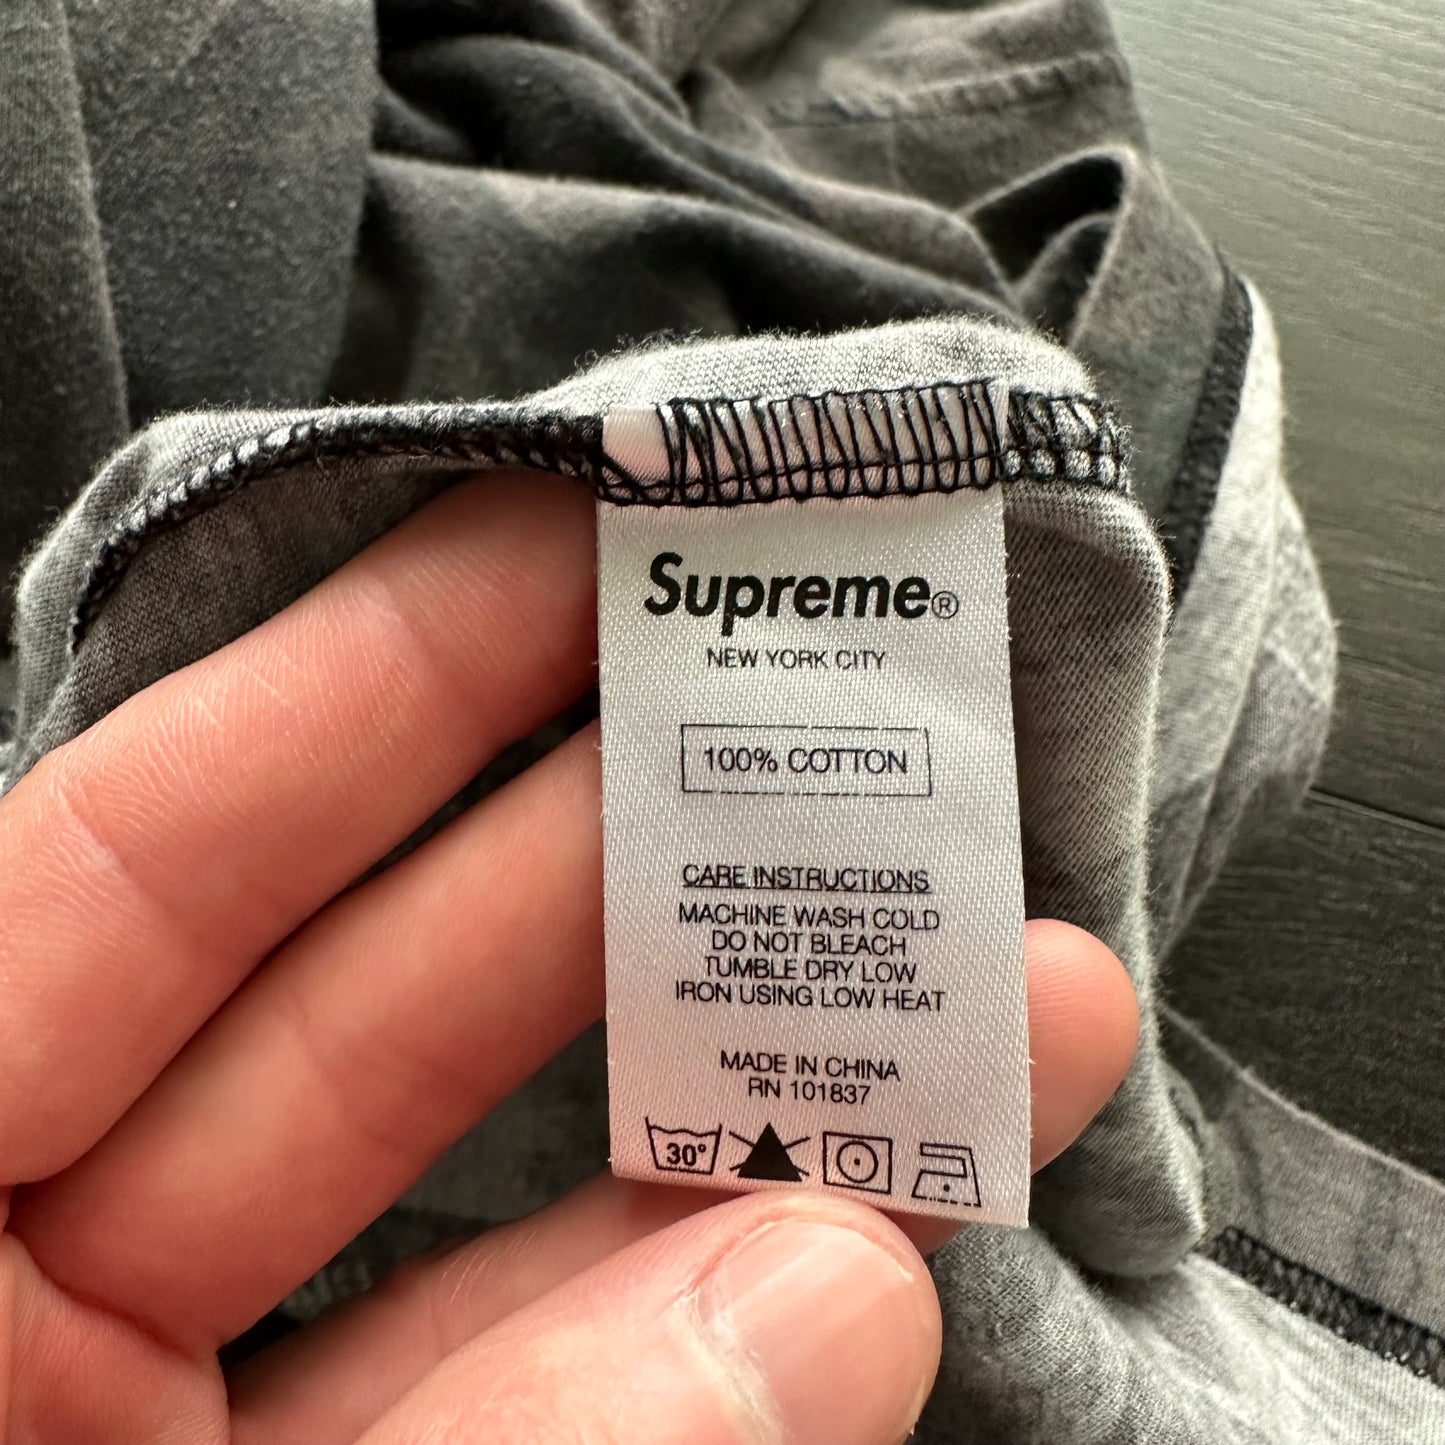 Supreme®
NEW YORK CITY
100% COTTON
CARE INSTRUCTIONS
MACHINE WASH COLD
DO NOT BLEACH
TUMBLE DRY LOW
IRON USING LOW HEAT
MADE IN CHINA
RN 101837
30°